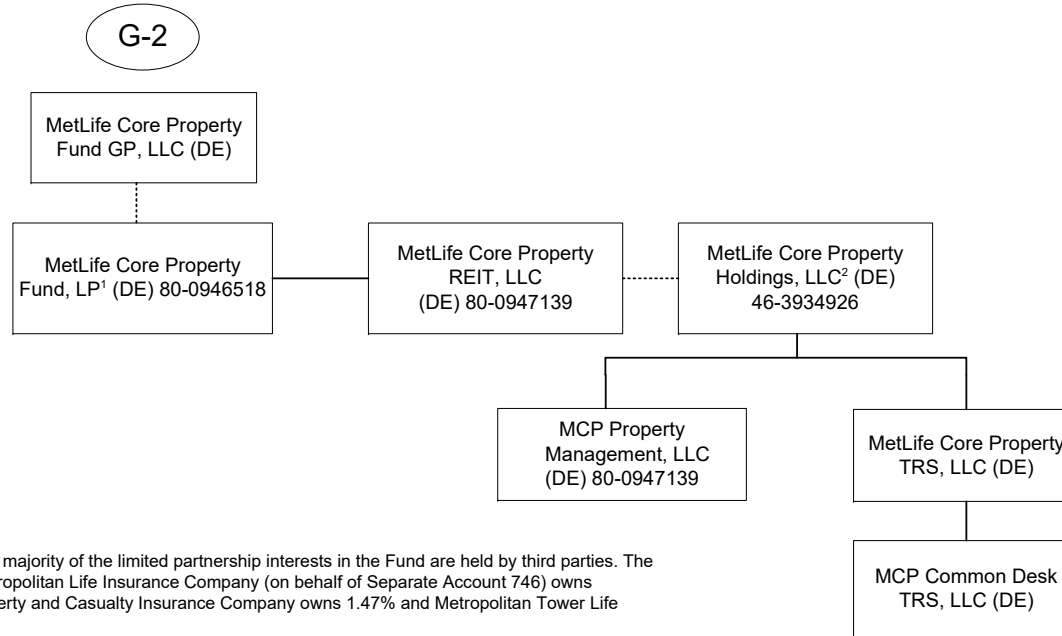 G-2
MetLife Core Property
Fund GP, LLC (DE)
MetLife Core Property
Fund, LP¹ (DE) 80-0946518
MetLife Core Property
REIT, LLC
(DE) 80-0947139
MetLife Core Property
Holdings, LLC² (DE)
46-3934926
MCP Property
Management, LLC
(DE) 80-0947139
MetLife Core Property
TRS, LLC (DE)
MCP Common Desk
TRS, LLC (DE)
majority of the limited partnership interests in the Fund are held by third parties. The
ropolitan Life Insurance Company (on behalf of Separate Account 746) owns
erty and Casualty Insurance Company owns 1.47% and Metropolitan Tower Life